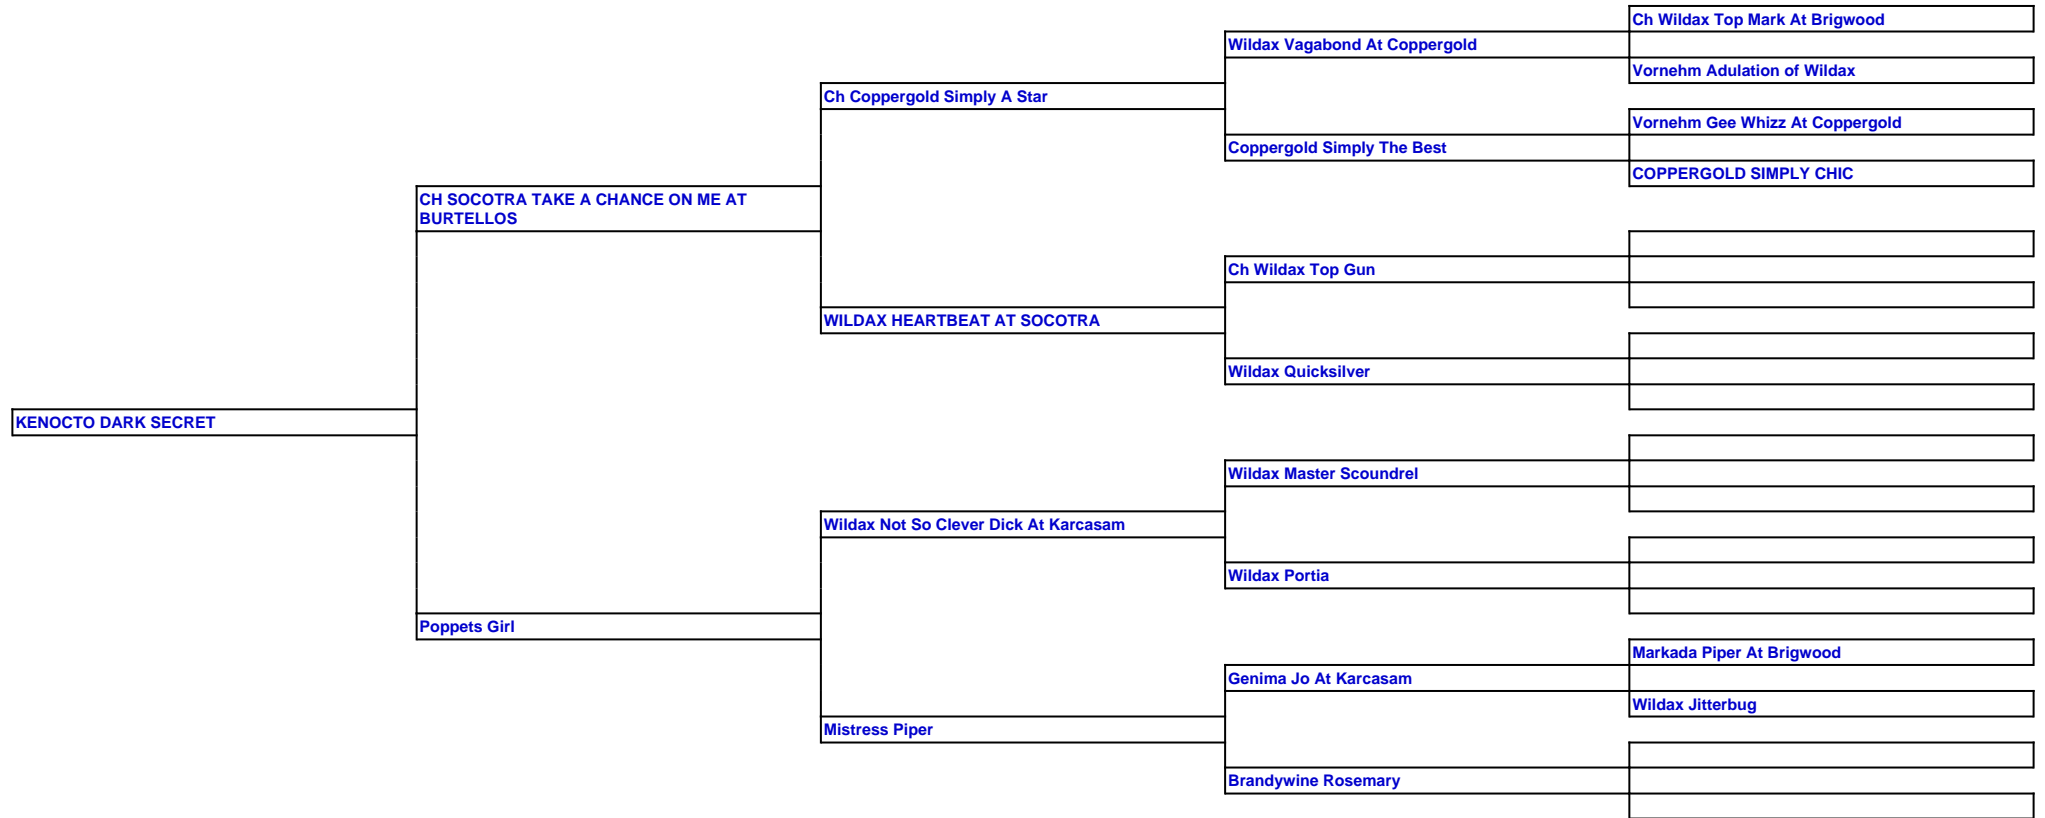 Ch Wildax Top Mark At Brigwood
Wildax Vagabond At Coppergold
Vornehm Adulation of Wildax
Ch Coppergold Simply A Star
Vornehm Gee Whizz At Coppergold
Coppergold Simply The Best
COPPERGOLD SIMPLY CHIC
CH SOCOTRA TAKE A CHANCE ON ME AT
BURTELLOS
Ch Wildax Top Gun
WILDAX HEARTBEAT AT SOCOTRA
Wildax Quicksilver
KENOCTO DARK SECRET
Wildax Master Scoundrel
Wildax Not So Clever Dick At Karcasam
Wildax Portia
Poppets Girl
Markada Piper At Brigwood
Genima Jo At Karcasam
Wildax Jitterbug
Mistress Piper
Brandywine Rosemary